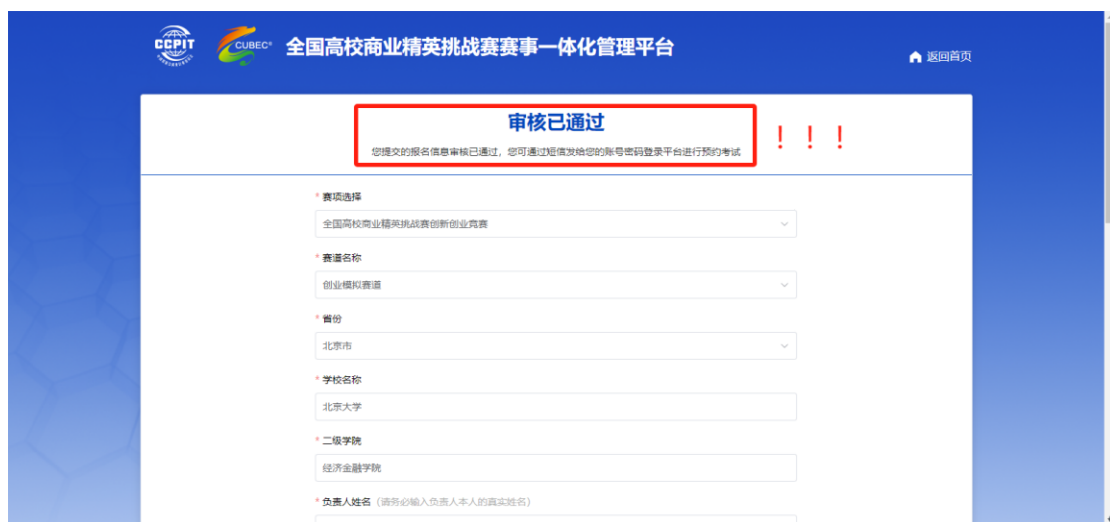 CCPIT
CUBEC®
全国高校商业精英挑战赛赛事一体化管理平台
返回首页
审核已通过
您提交的报名信息审核已通过，您可通过短信发给您的账号密码登录平台进行预约考试
！！！
* 赛项选择
全国高校商业精英挑战赛创新创业竞赛
* 赛道名称
创业模拟赛道
* 省份
北京市
* 学校名称
北京大学
* 二级学院
经济金融学院
* 负责人姓名（请务必输入负责人本人的真实姓名）